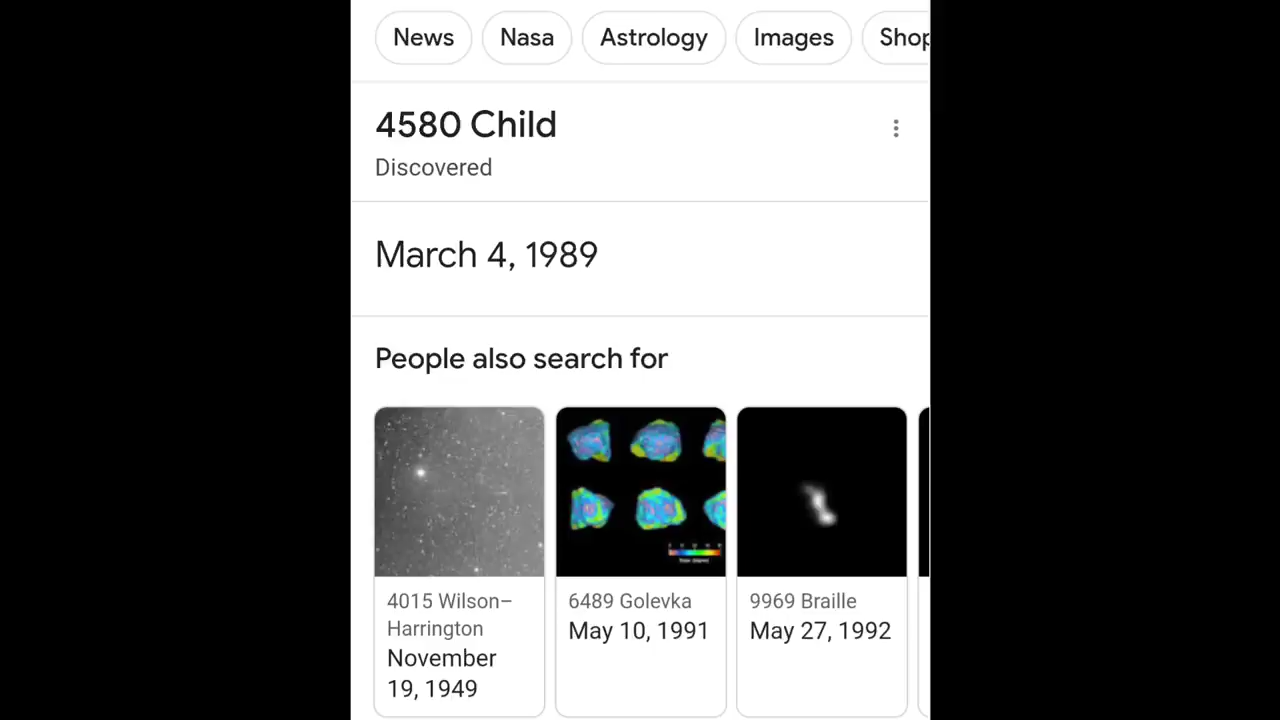 News Nasa Astrology Images Shop
4580 Child
Discovered
March 4, 1989
People also search for
4015 Wilson–
Harrington
November
19, 1949
6489 Golevka
May 10, 1991
9969 Braille
May 27, 1992